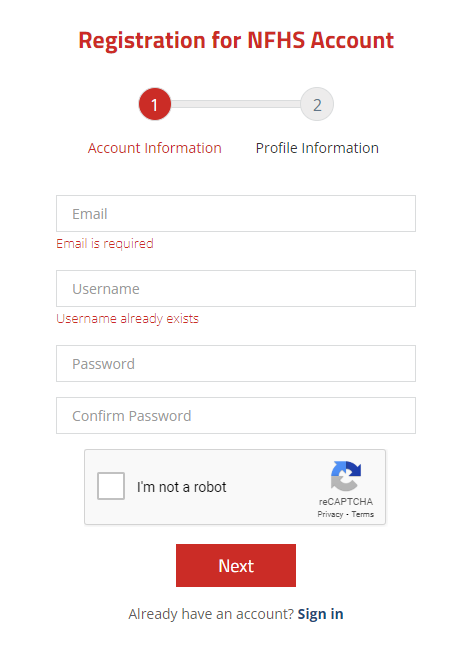 Registration for NFHS Account
1
2
Account Information
Profile Information
Email
Email is required
Username
Username already exists
Password
Confirm Password
I'm not a robot
reCAPTCHA
Privacy - Terms
Next
Already have an account? Sign in